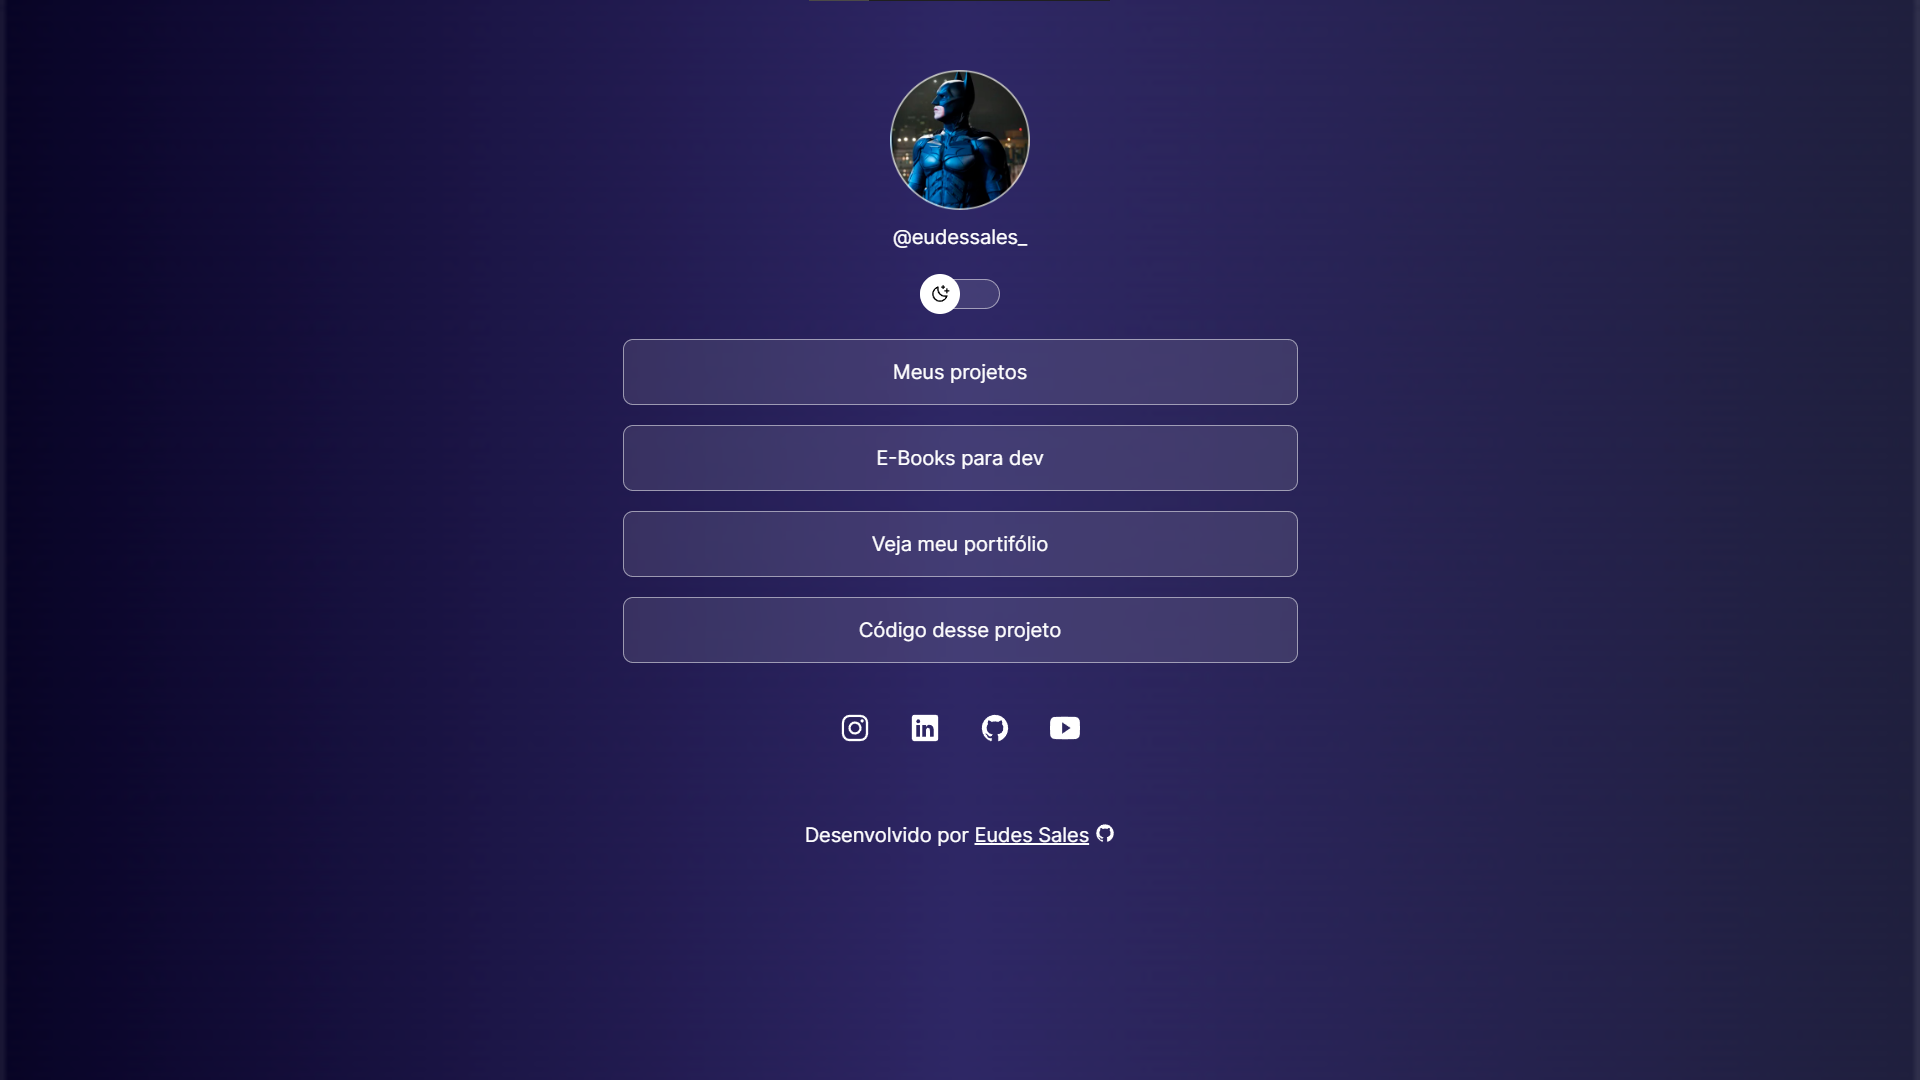 @eudessales_
Meus projetos
E-Books para dev
Veja meu portifólio
Código desse projeto
Desenvolvido por Eudes Sales